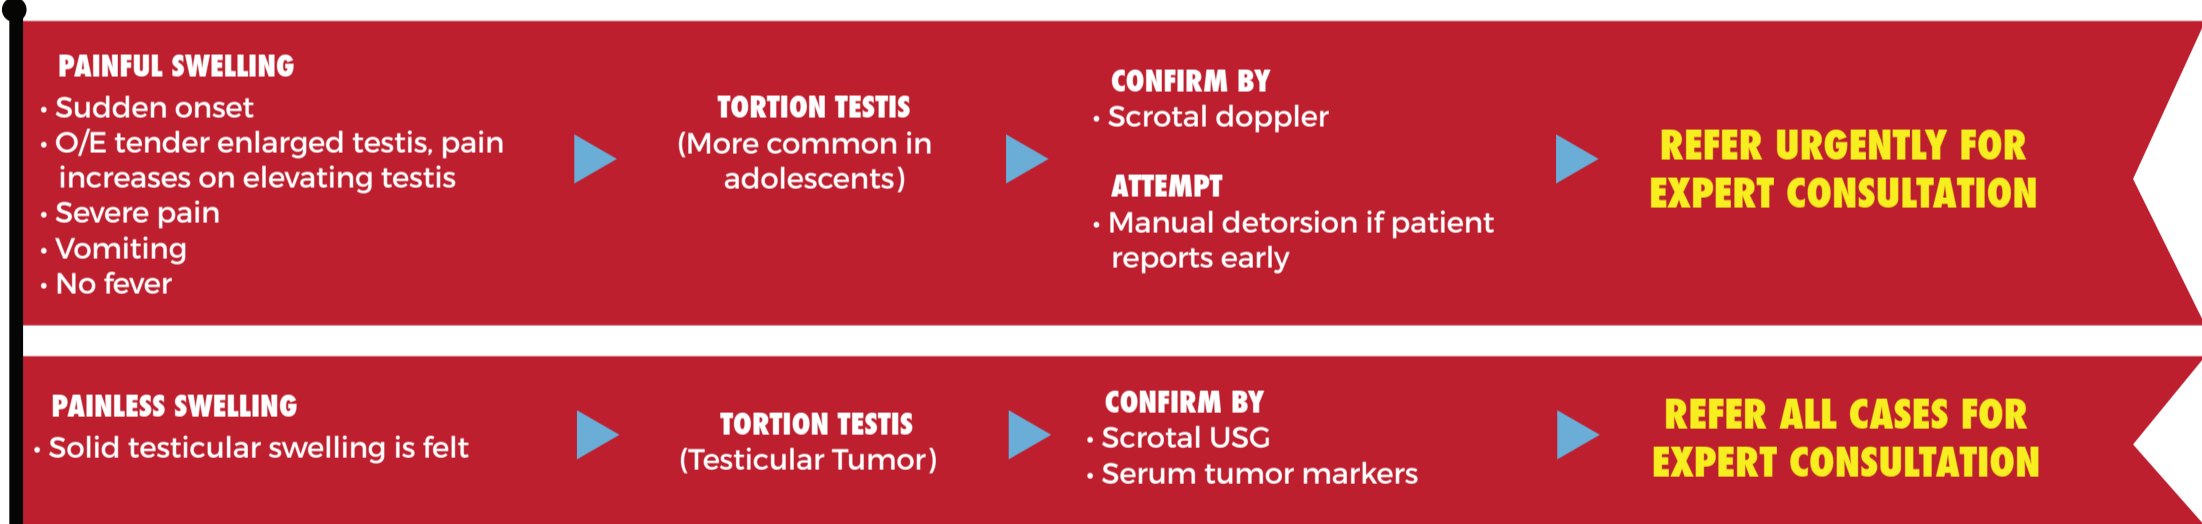 PAINFUL SWELLING
• Sudden onset
• O/E tender enlarged testis, pain
increases on elevating testis
• Severe pain
• Vomiting
• No fever
TORTION TESTIS
(More common in
adolescents)
CONFIRM BY
• Scrotal doppler
ATTEMPT
• Manual detorsion if patient
reports early
REFER URGENTLY FOR
EXPERT CONSULTATION
PAINLESS SWELLING
• Solid testicular swelling is felt
TORTION TESTIS
(Testicular Tumor)
CONFIRM BY
• Scrotal USG
• Serum tumor markers
REFER ALL CASES FOR
EXPERT CONSULTATION